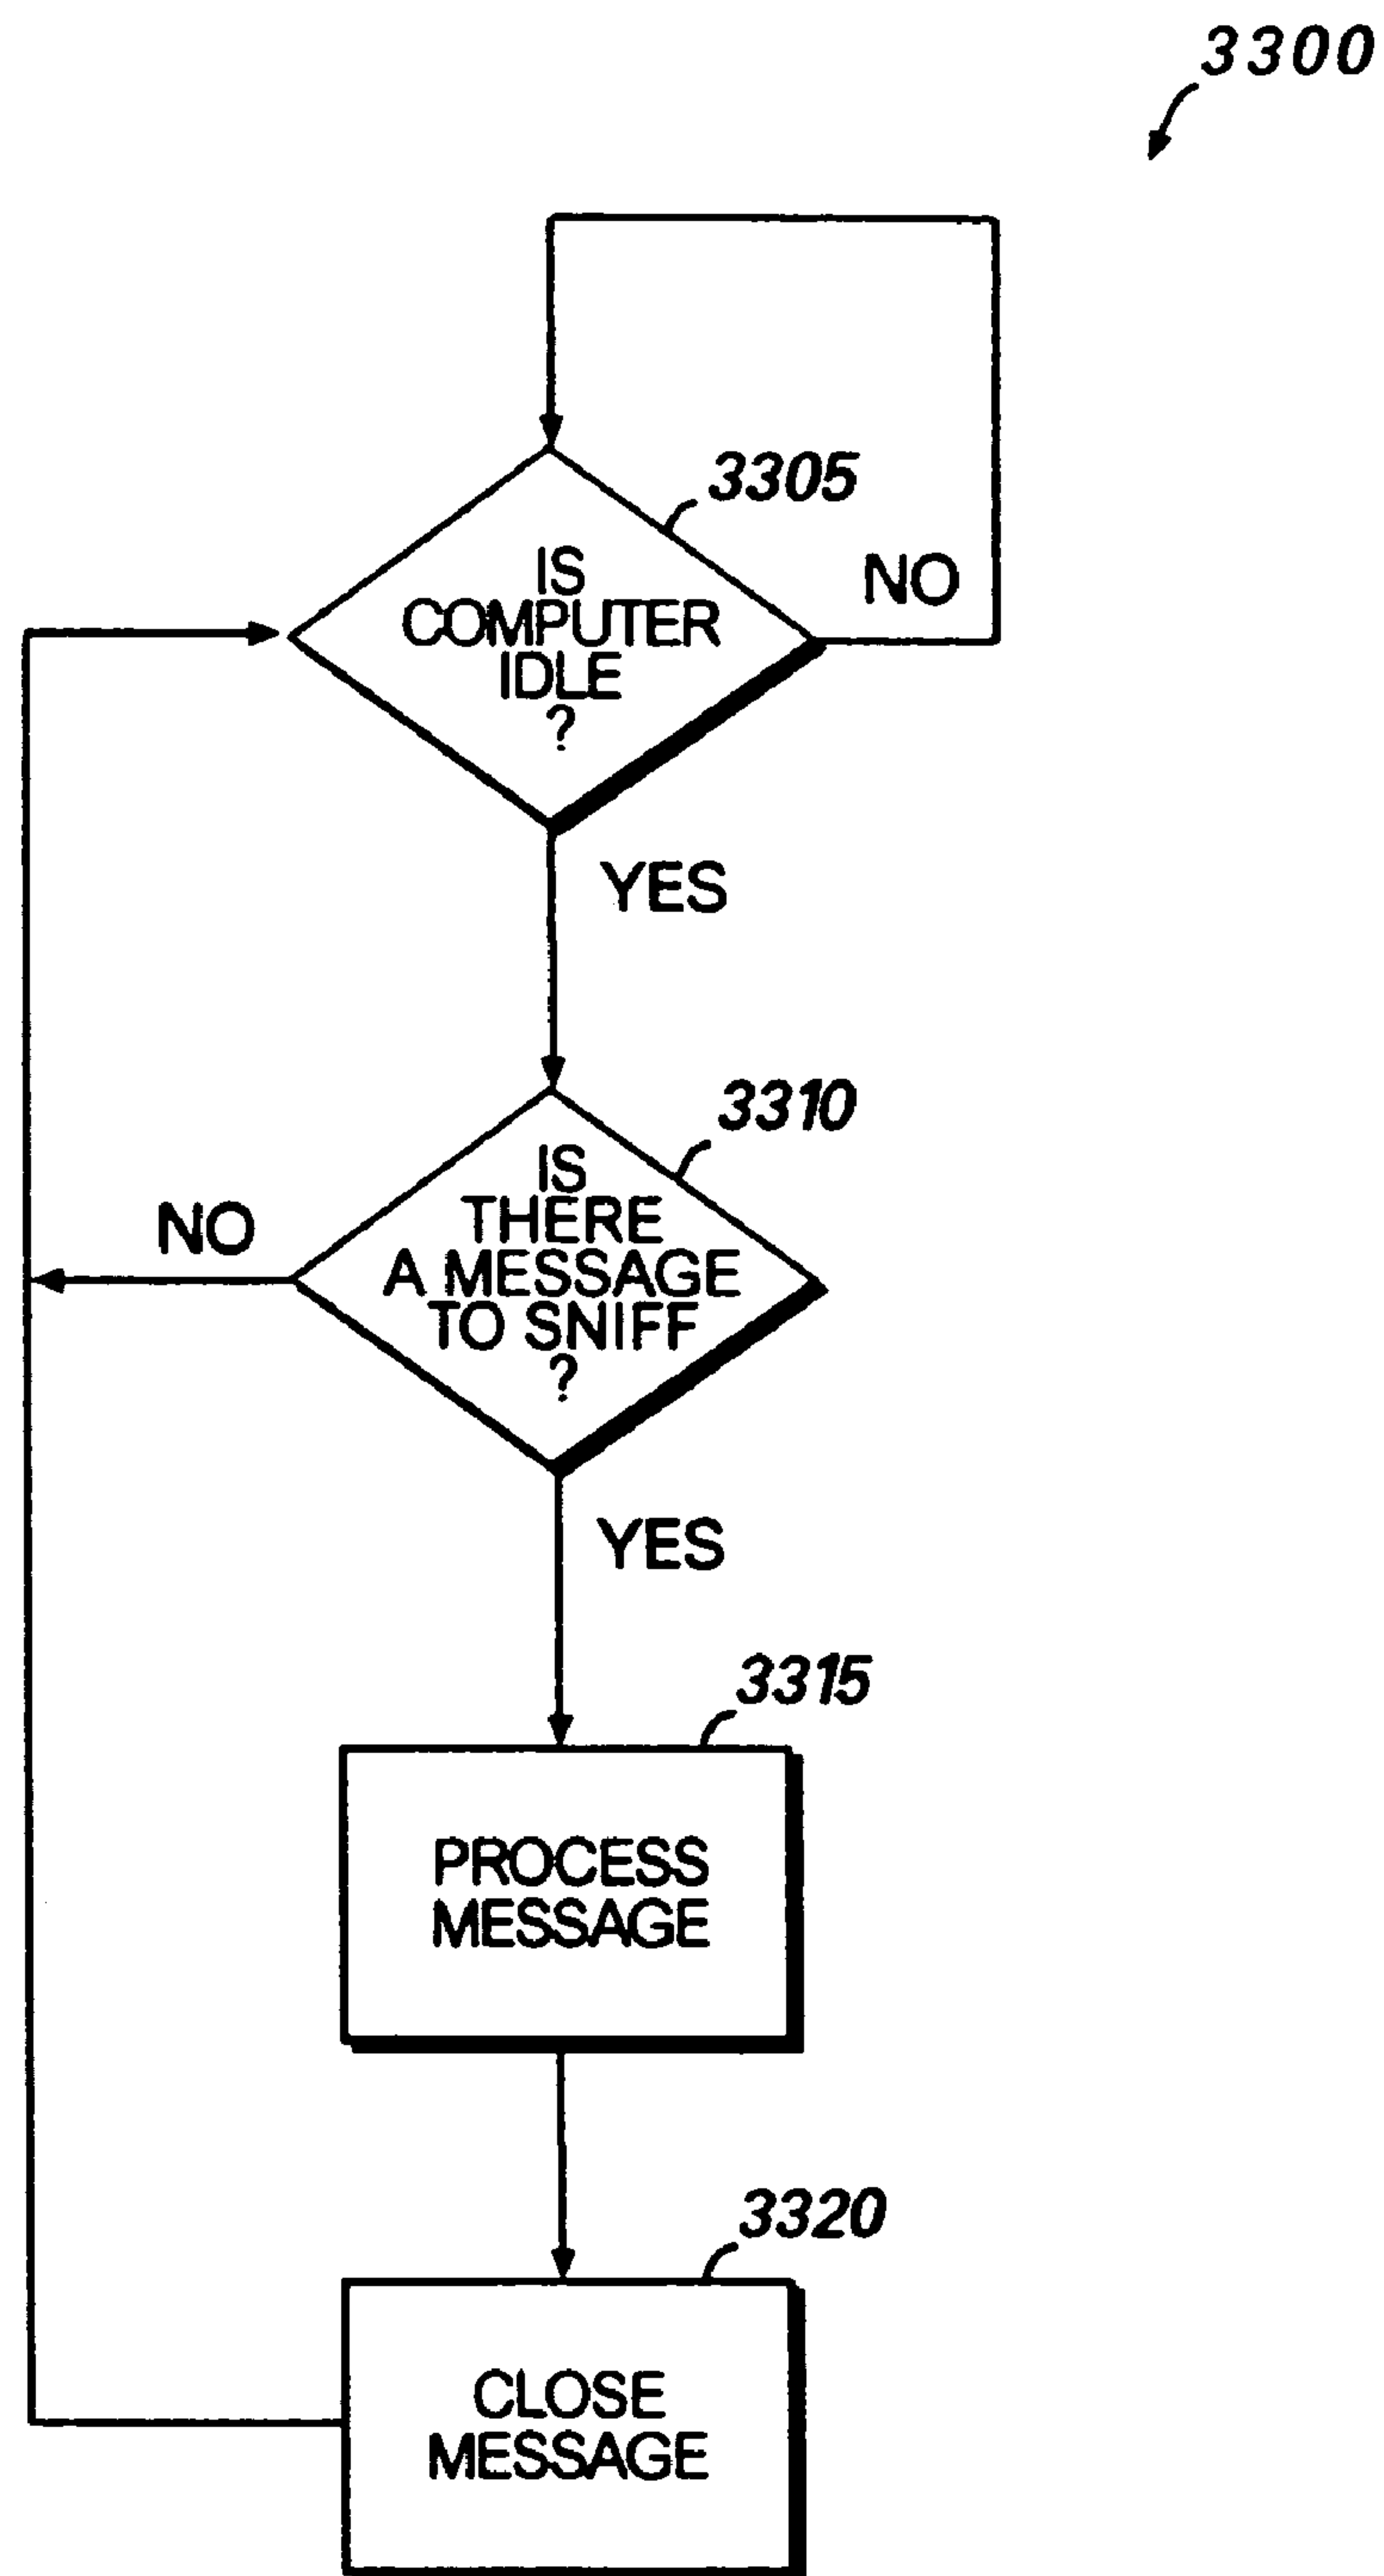 3300
3305
IS
COMPUTER
IDLE
?
NO
YES
3310
IS
THERE
A MESSAGE
TO SNIFF
?
NO
YES
3315
PROCESS
MESSAGE
3320
CLOSE
MESSAGE